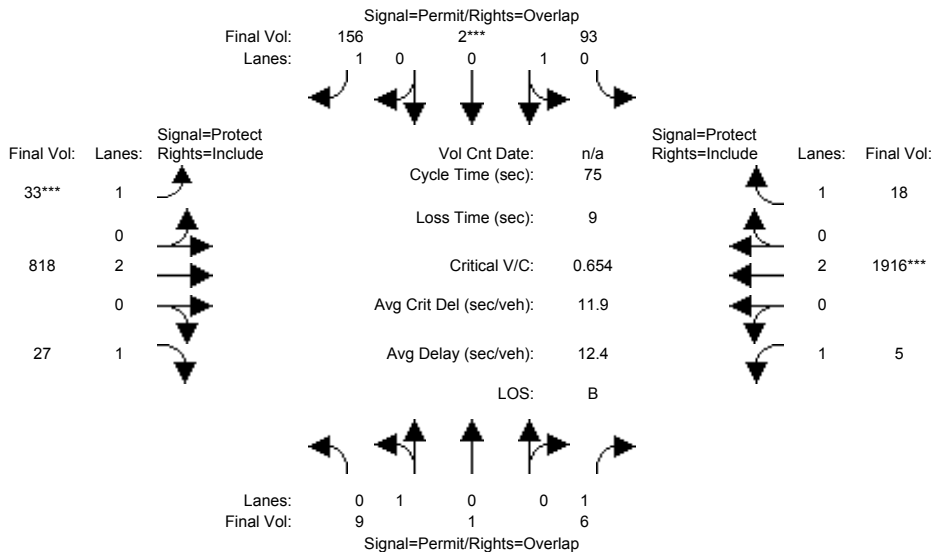 Signal=Permit/Rights=Overlap
Final Vol: 156 2*** 93
Lanes: 1 0 0 1 0
Signal=Protect Signal=Protect
Final Vol: Lanes: Rights=Include Vol Cnt Date: n/a Rights=Include Lanes: Final Vol:
Cycle Time (sec): 75
33*** 1 1 18
Loss Time (sec): 9
0 0
818 2 Critical V/C: 0.654 2 1916***
0 Avg Crit Del (sec/veh): 11.9 0
27 1 Avg Delay (sec/veh): 12.4 1 5
LOS: B
Lanes: 0 1 0 0 1
Final Vol: 9 1 6
Signal=Permit/Rights=Overlap